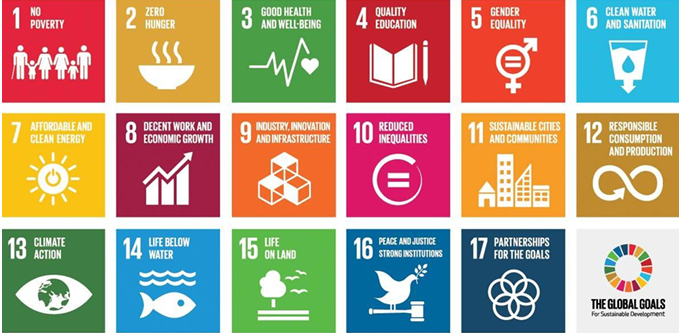 1 NO
POVERTY
2 ZERO
HUNGER
3 GOOD HEALTH
AND WELL-BEING
4 QUALITY
EDUCATION
5 GENDER
EQUALITY
6 CLEAN WATER
AND SANITATION
7 AFFORDABLE AND
CLEAN ENERGY
8 DECENT WORK AND
ECONOMIC GROWTH
9 INDUSTRY, INNOVATION
AND INFRASTRUCTURE
10 REDUCED
INEQUALITIES
11 SUSTAINABLE CITIES
AND COMMUNITIES
12 RESPONSIBLE
CONSUMPTION
AND PRODUCTION
13 CLIMATE
ACTION
14 LIFE BELOW
WATER
15 LIFE
ON LAND
16 PEACE AND JUSTICE
STRONG INSTITUTIONS
17 PARTNERSHIPS
FOR THE GOALS
THE GLOBAL GOALS
For Sustainable Development